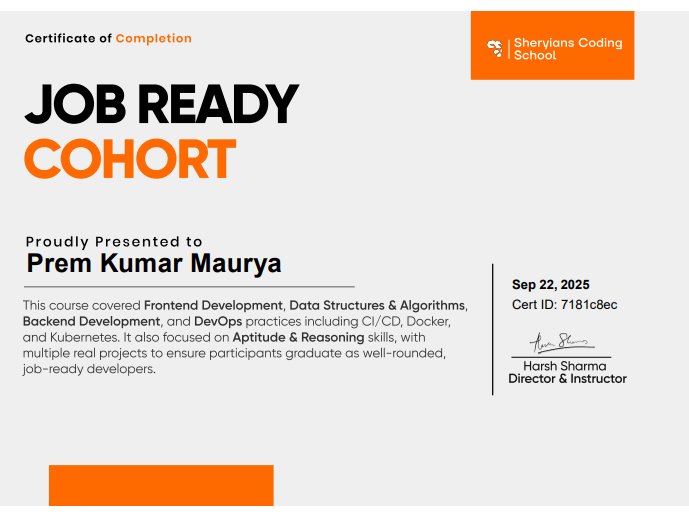 Certificate of Completion
Sheryians Coding
School
JOB READY
COHORT
Proudly Presented to
Prem Kumar Maurya
This course covered Frontend Development, Data Structures & Algorithms,
Backend Development, and DevOps practices including CI/CD, Docker,
and Kubernetes. It also focused on Aptitude & Reasoning skills, with
multiple real projects to ensure participants graduate as well-rounded,
job-ready developers.
Sep 22, 2025
Cert ID: 7181c8ec
Harsh Sharma
Director & Instructor